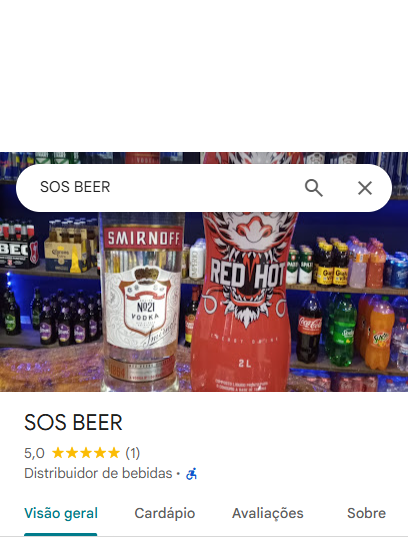 SOS BEER
SMIRNOFF
Nº21
VODKA
RED HOT
2 L
SOS BEER
5,0 ★★★★★ (1)
Distribuidor de bebidas ·
Visão geral Cardápio Avaliações Sobre